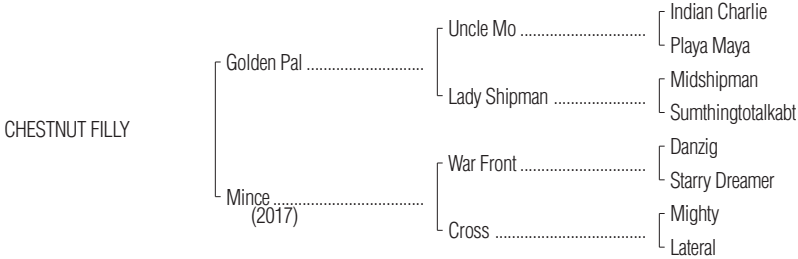 Indian Charlie
Uncle Mo ..............................
Playa Maya
Golden Pal ............................
Midshipman
Lady Shipman ......................
Sumthingtotalkabt
CHESTNUT FILLY
Danzig
War Front ..............................
Starry Dreamer
Mince ....................................
(2017)
Mighty
Cross ....................................
Lateral